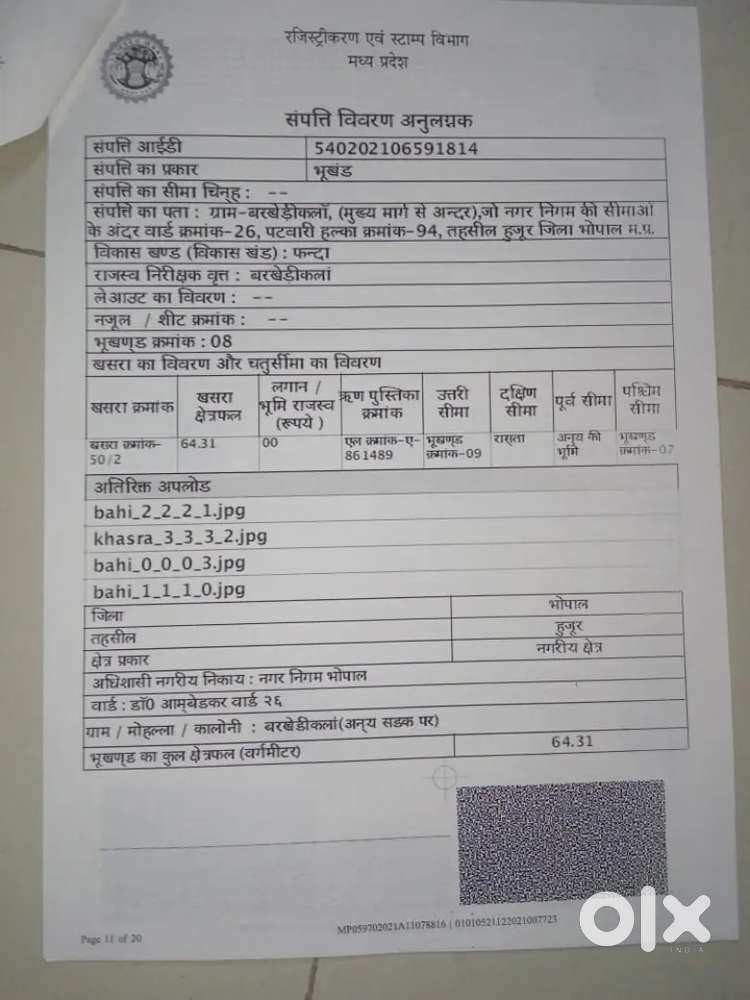 रजिस्ट्रीकरण एवं स्टाम्प विभाग
मध्य प्रदेश
संपत्ति विवरण अनुलग्नक
संपत्ति आईडी 540202106591814
संपत्ति का प्रकार भूखंड
संपत्ति का सीमा चिन्ह : --
संपत्ति का पता : ग्राम-बरखेड़ीकलॉ, (मुख्य मार्ग से अन्दर),जो नगर निगम की सीमाओं
के अंदर वार्ड क्रमांक-26, पटवारी हल्का क्रमांक-94, तहसील हुजूर जिला भोपाल म.प्र.
विकास खण्ड (विकास खंड) : फन्दा
राजस्व निरीक्षक वृत्त : बरखेडीकलां
लेआउट का विवरण : --
नजूल / शीट क्रमांक : --
भूखण्ड क्रमांक : 08
खसरा का विवरण और चतुर्सीमा का विवरण
खसरा क्रमांक खसरा क्षेत्रफल लगान / भूमि राजस्व (रूपये ) ऋण पुस्तिका क्रमांक उत्तरी सीमा दक्षिण सीमा पूर्व सीमा पश्चिम सीमा
खसरा क्रमांक-50/2 64.31 00 एल क्रमांक-ए-861489 भूखण्ड क्रमांक-09 रास्ता अन्य की भूमि भूखण्ड क्रमांक-07
अतिरिक्त अपलोड
bahi_2_2_2_1.jpg
khasra_3_3_3_2.jpg
bahi_0_0_0_3.jpg
bahi_1_1_1_0.jpg
जिला भोपाल
तहसील हुजूर
क्षेत्र प्रकार नगरीय क्षेत्र
अधिशासी नगरीय निकाय : नगर निगम भोपाल
वार्ड : डॉ0 आम्बेडकर वार्ड २६
ग्राम / मोहल्ला / कालोनी : बरखेडीकलां(अन्य सडक पर)
भूखण्ड का कुल क्षेत्रफल (वर्गमीटर) 64.31
Page 11 of 20
MP059702021A11078816 | 01010521122021007723
olx
INDIA